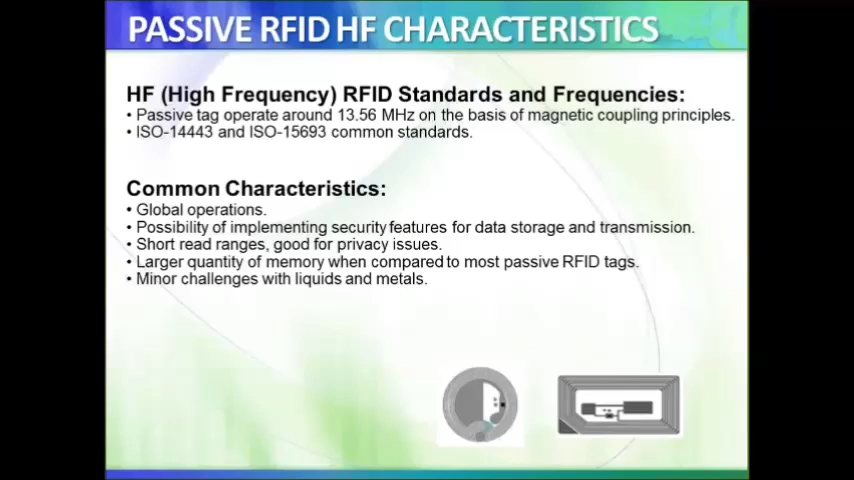 PASSIVE RFID HF CHARACTERISTICS
HF (High Frequency) RFID Standards and Frequencies:
• Passive tag operate around 13.56 MHz on the basis of magnetic coupling principles.
• ISO-14443 and ISO-15693 common standards.
Common Characteristics:
• Global operations.
• Possibility of implementing security features for data storage and transmission.
• Short read ranges, good for privacy issues.
• Larger quantity of memory when compared to most passive RFID tags.
• Minor challenges with liquids and metals.